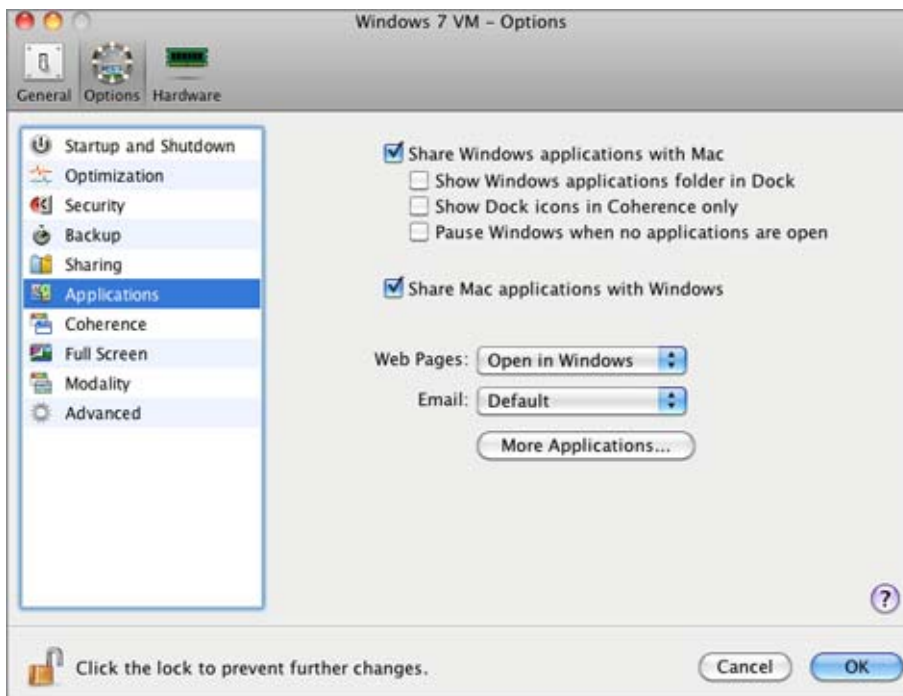 Windows 7 VM – Options
General Options Hardware
Startup and Shutdown
Optimization
Security
Backup
Sharing
Applications
Coherence
Full Screen
Modality
Advanced
Share Windows applications with Mac
Show Windows applications folder in Dock
Show Dock icons in Coherence only
Pause Windows when no applications are open
Share Mac applications with Windows
Web Pages: Open in Windows
Email: Default
More Applications...
?
Click the lock to prevent further changes.
Cancel OK